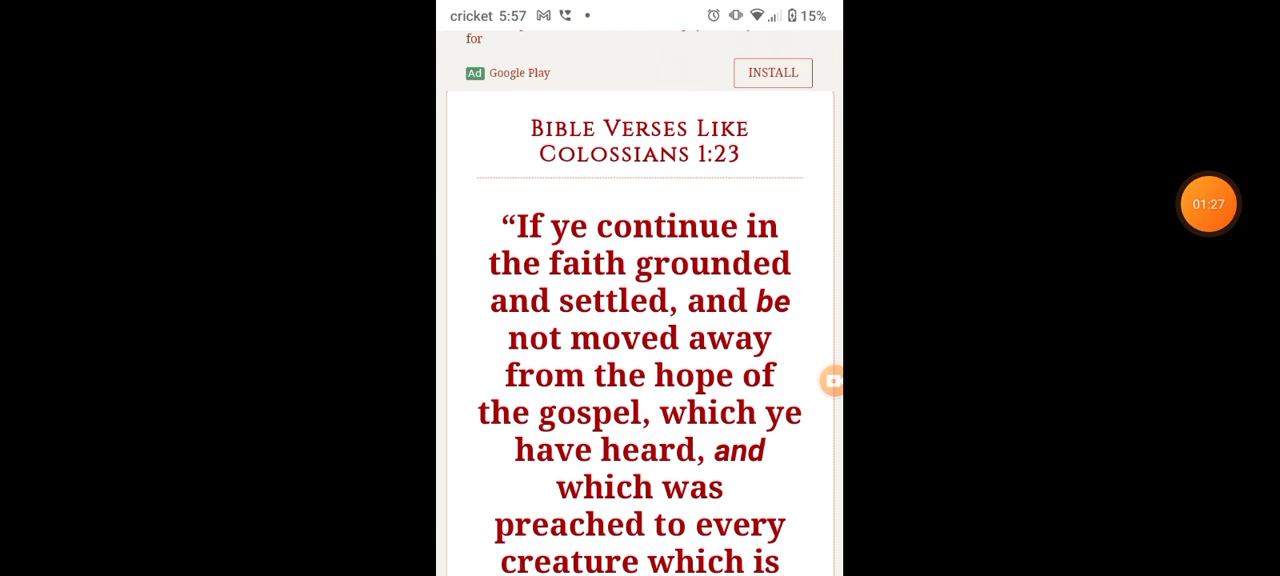 cricket 5:57
15%
for
Ad Google Play
INSTALL
Bible Verses Like
Colossians 1:23
“If ye continue in
the faith grounded
and settled, and be
not moved away
from the hope of
the gospel, which ye
have heard, and
which was
preached to every
creature which is
01:27